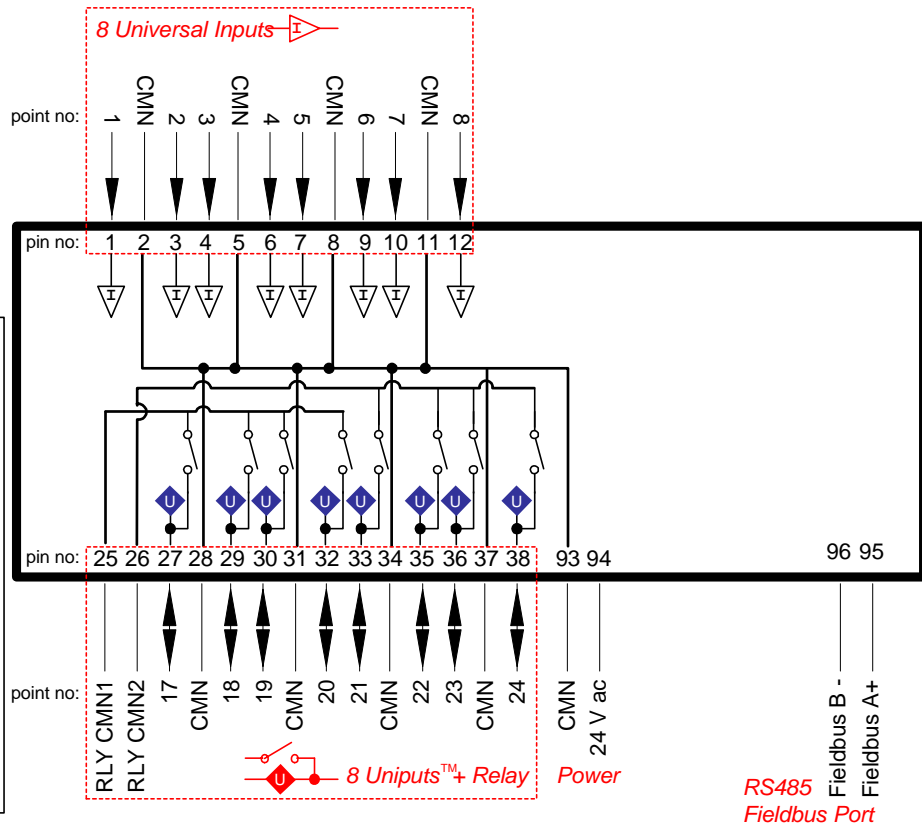 8 Universal Inputs I
point no: 1 CMN 2 3 CMN 4 5 CMN 6 7 CMN 8
pin no: 1 2 3 4 5 6 7 8 9 10 11 12
I I I I I I I I
U U U U U U U U
pin no: 25 26 27 28 29 30 31 32 33 34 35 36 37 38 93 94 96 95
point no: RLY CMN1 RLY CMN2 17 CMN 18 19 CMN 20 21 CMN 22 23 CMN 24 CMN 24 V ac Fieldbus B - Fieldbus A+
U 8 Uniputs™+ Relay Power
RS485
Fieldbus Port